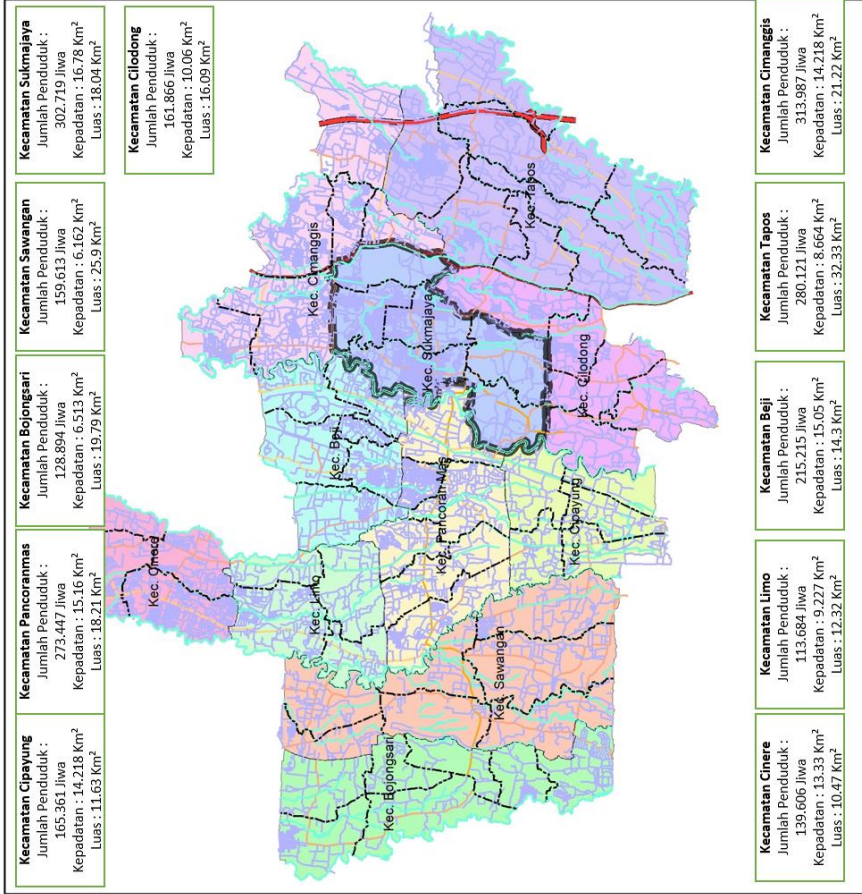 Kecamatan Cipayung
Jumlah Penduduk :
165.361 Jiwa
Kepadatan : 14.218 Km²
Luas : 11.63 Km²
Kecamatan Pancoranmas
Jumlah Penduduk :
273.447 Jiwa
Kepadatan : 15.16 Km²
Luas : 18.21 Km²
Kecamatan Bojongsari
Jumlah Penduduk :
128.894 Jiwa
Kepadatan : 6.513 Km²
Luas : 19.79 Km²
Kecamatan Sawangan
Jumlah Penduduk :
159.613 Jiwa
Kepadatan : 6.162 Km²
Luas : 25.9 Km²
Kecamatan Sukmajaya
Jumlah Penduduk :
302.719 Jiwa
Kepadatan : 16.78 Km²
Luas : 18.04 Km²
Kecamatan Cilodong
Jumlah Penduduk :
161.866 Jiwa
Kepadatan : 10.06 Km²
Luas : 16.09 Km²
Kec. Cinere
Kec. Limo
Kec. Beji
Kec. Cimanggis
Kec. Bojongsari
Kec. Sawangan
Kec. Pancoran Mas
Kec. Sukmajaya
Kec. Tapos
Kec. Cipayung
Kec. Cilodong
Kecamatan Cinere
Jumlah Penduduk :
139.606 Jiwa
Kepadatan : 13.33 Km²
Luas : 10.47 Km²
Kecamatan Limo
Jumlah Penduduk :
113.684 Jiwa
Kepadatan : 9.227 Km²
Luas : 12.32 Km²
Kecamatan Beji
Jumlah Penduduk :
215.215 Jiwa
Kepadatan : 15.05 Km²
Luas : 14.3 Km²
Kecamatan Tapos
Jumlah Penduduk :
280.121 Jiwa
Kepadatan : 8.664 Km²
Luas : 32.33 Km²
Kecamatan Cimanggis
Jumlah Penduduk :
313.987 Jiwa
Kepadatan : 14.218 Km²
Luas : 21.22 Km²